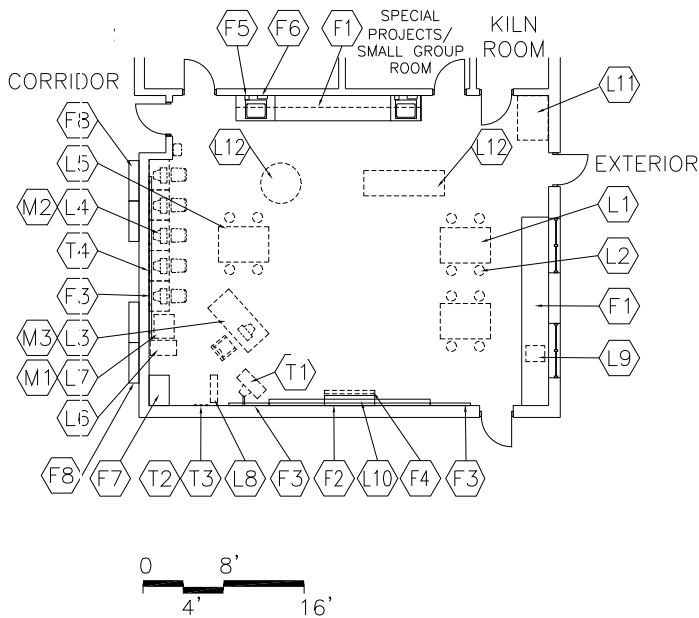 F5 F6 F1
SPECIAL
PROJECTS/
SMALL GROUP
ROOM
KILN
ROOM
CORRIDOR
L11
F8
L5
L12
L12
EXTERIOR
M2 L4
L1
T4
L2
F3
F1
M3 L3
M1 L7
T1
L9
L6
F8 F7 T2 T3 L8 F3 F2 L10 F4 F3
0 8'
4' 16'